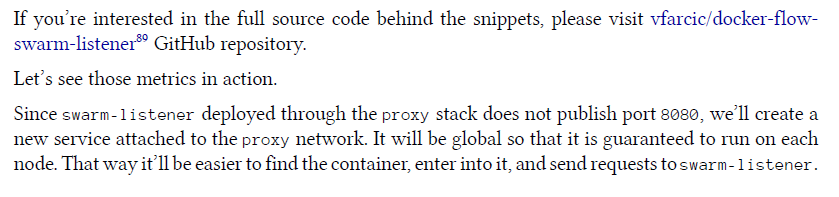 If you're interested in the full source code behind the snippets, please visit vfarcic/docker-flow-
swarm-listener⁸⁹ GitHub repository.
Let's see those metrics in action.
Since swarm-listener deployed through the proxy stack does not publish port 8080, we'll create a
new service attached to the proxy network. It will be global so that it is guaranteed to run on each
node. That way it'll be easier to find the container, enter into it, and send requests to swarm-listener.